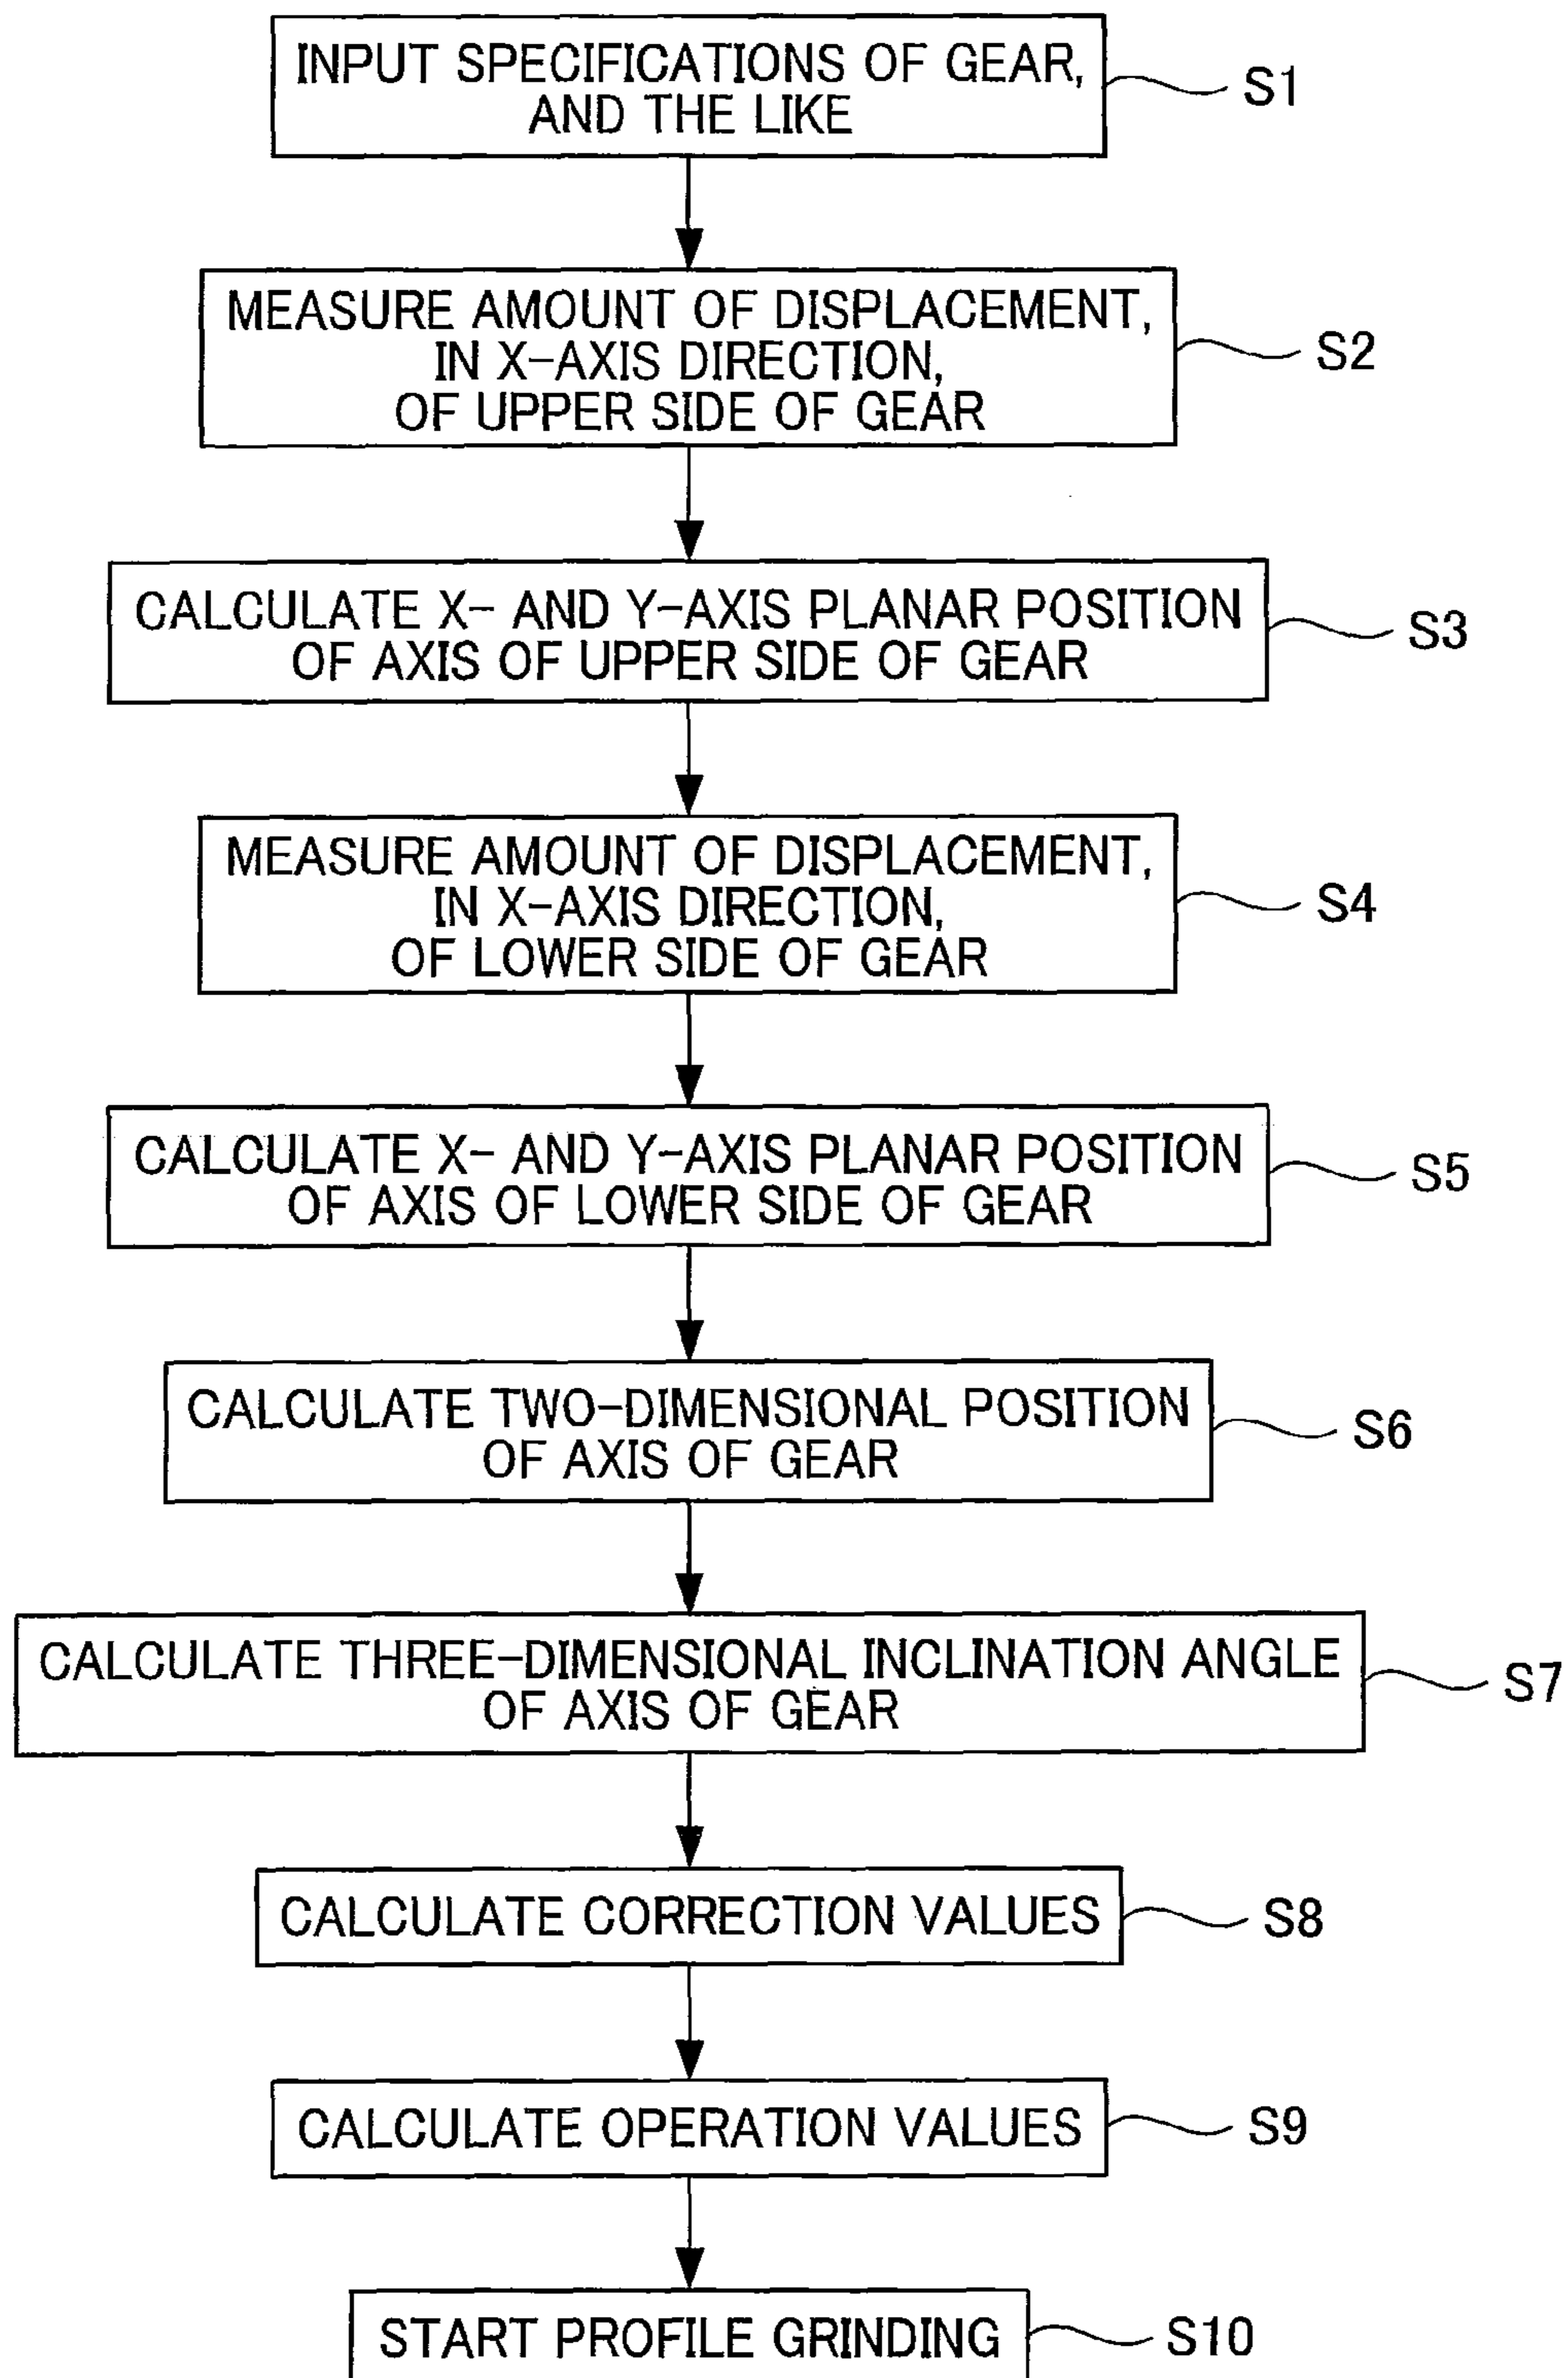 INPUT SPECIFICATIONS OF GEAR,
AND THE LIKE
S1
MEASURE AMOUNT OF DISPLACEMENT,
IN X-AXIS DIRECTION,
OF UPPER SIDE OF GEAR
S2
CALCULATE X- AND Y-AXIS PLANAR POSITION
OF AXIS OF UPPER SIDE OF GEAR
S3
MEASURE AMOUNT OF DISPLACEMENT,
IN X-AXIS DIRECTION,
OF LOWER SIDE OF GEAR
S4
CALCULATE X- AND Y-AXIS PLANAR POSITION
OF AXIS OF LOWER SIDE OF GEAR
S5
CALCULATE TWO-DIMENSIONAL POSITION
OF AXIS OF GEAR
S6
CALCULATE THREE-DIMENSIONAL INCLINATION ANGLE
OF AXIS OF GEAR
S7
CALCULATE CORRECTION VALUES
S8
CALCULATE OPERATION VALUES
S9
START PROFILE GRINDING
S10